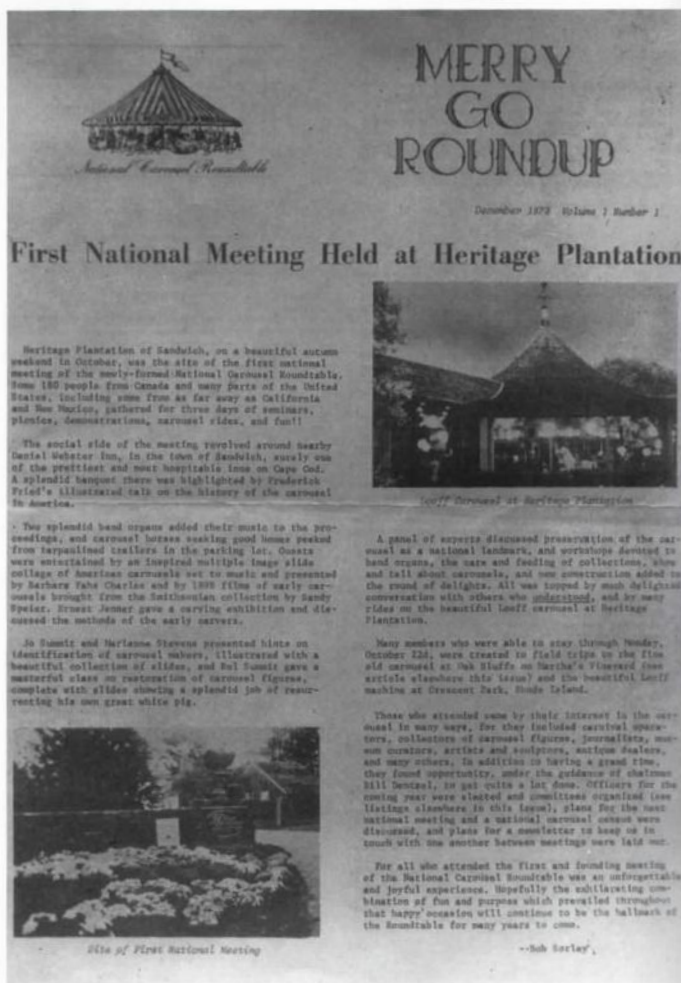 MERRY
GO
ROUNDUP
National Carousel Roundtable
December 1973 Volume 1 Number 1
First National Meeting Held at Heritage Plantation
Heritage Plantation of Sandwich, on a beautiful autumn
weekend in October, was the site of the first national
meeting of the newly-formed National Carousel Roundtable.
Some 180 people from Canada and many parts of the United
States, including some from as far away as California
and New Mexico, gathered for three days of seminars,
picnics, demonstrations, carousel rides, and fun!!
The social side of the meeting revolved around nearby
Daniel Webster Inn, in the town of Sandwich, surely one
of the prettiest and most hospitable inns on Cape Cod.
A splendid banquet there was highlighted by Frederick
Fried's illustrated talk on the history of the carousel
in America.
Two splendid band organs added their music to the pro-
ceedings, and carousel horses seeking good homes peeked
from tarpaulined trailers in the parking lot. Guests
were entertained by an inspired multiple image slide
collage of American carousels set to music and presented
by Barbara Fahs Charles and by 1898 films of early car-
ousels brought from the Smithsonian collection by Sandy
Speier. Ernest Jenner gave a carving exhibition and dis-
cussed the methods of the early carvers.
Jo Summit and Marianne Stevens presented hints on
identification of carousel makers, illustrated with a
beautiful collection of slides, and Rol Summit gave a
masterful class on restoration of carousel figures,
complete with slides showing a splendid job of resur-
recting his own great white pig.
Site of First National Meeting
Looff Carousel at Heritage Plantation
A panel of experts discussed preservation of the car-
ousel as a national landmark, and workshops devoted to
band organs, the care and feeding of collections, show
and tell about carousels, and new construction added to
the round of delights. All was topped by much delighted
conversation with others who understood, and by many
rides on the beautiful Looff carousel at Heritage
Plantation.
Many members who were able to stay through Monday,
October 22d, were treated to field trips to the fine
old carousel at Oak Bluffs on Martha's Vineyard (see
article elsewhere this issue) and the beautiful Looff
machine at Crescent Park, Rhode Island.
Those who attended came by their interest in the car-
ousel in many ways, for they included carnival opera-
tors, collectors of carousel figures, journalists, mus-
eum curators, artists and sculptors, antique dealers,
and many others. In addition to having a grand time,
they found opportunity, under the guidance of chairman
Bill Dentzel, to get quite a lot done. Officers for the
coming year were elected and committees organized (see
listings elsewhere in this issue), plans for the next
national meeting and a national carousel census were
discussed, and plans for a newsletter to keep us in
touch with one another between meetings were laid out.
For all who attended the first and founding meeting
of the National Carousel Roundtable was an unforgettable
and joyful experience. Hopefully the exhilarating com-
bination of fun and purpose which prevailed throughout
that happy occasion will continue to be the hallmark of
the Roundtable for many years to come.
--Bob